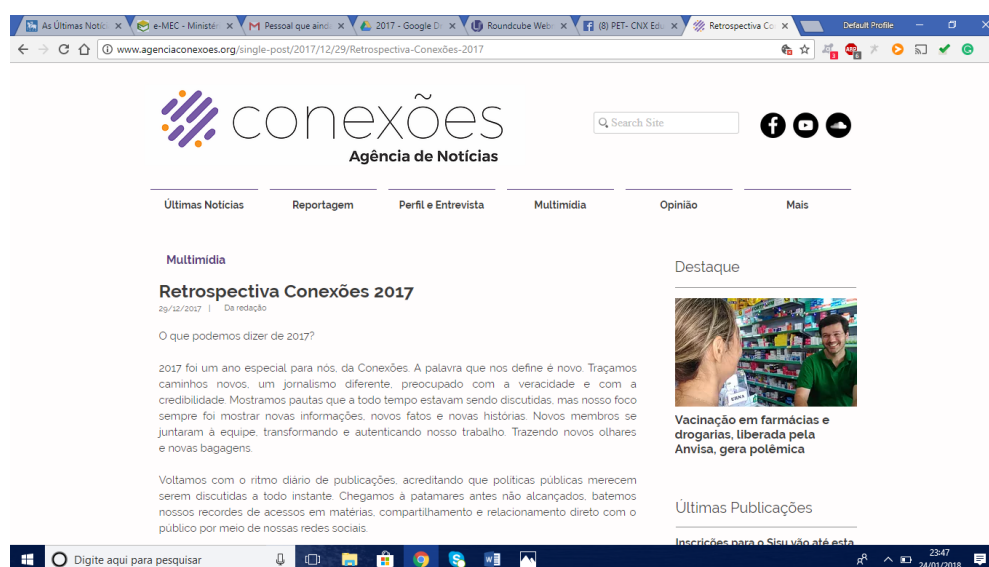 As Últimas Notíc
e-MEC - Ministér
Pessoal que aind
2017 - Google Dr
Roundcube Webm
(8) PET- CNX Edu
Retrospectiva Co
Default Profile
www.agenciaconexoes.org/single-post/2017/12/29/Retrospectiva-Conexões-2017
conexões
Agência de Notícias
Search Site
Últimas Notícias
Reportagem
Perfil e Entrevista
Multimídia
Opinião
Mais
Multimídia
Retrospectiva Conexões 2017
29/12/2017 | Da redação
O que podemos dizer de 2017?
2017 foi um ano especial para nós, da Conexões. A palavra que nos define é novo. Traçamos
caminhos novos, um jornalismo diferente, preocupado com a veracidade e com a
credibilidade. Mostramos pautas que a todo tempo estavam sendo discutidas, mas nosso foco
sempre foi mostrar novas informações, novos fatos e novas histórias. Novos membros se
juntaram à equipe, transformando e autenticando nosso trabalho. Trazendo novos olhares
e novas bagagens.
Voltamos com o ritmo diário de publicações, acreditando que políticas públicas merecem
serem discutidas a todo instante. Chegamos à patamares antes não alcançados, batemos
nossos recordes de acessos em matérias, compartilhamento e relacionamento direto com o
público por meio de nossas redes sociais.
Destaque
Vacinação em farmácias e
drogarias, liberada pela
Anvisa, gera polêmica
Últimas Publicações
Inscrições para o Sisu vão até esta
Digite aqui para pesquisar
23:47
24/01/2018